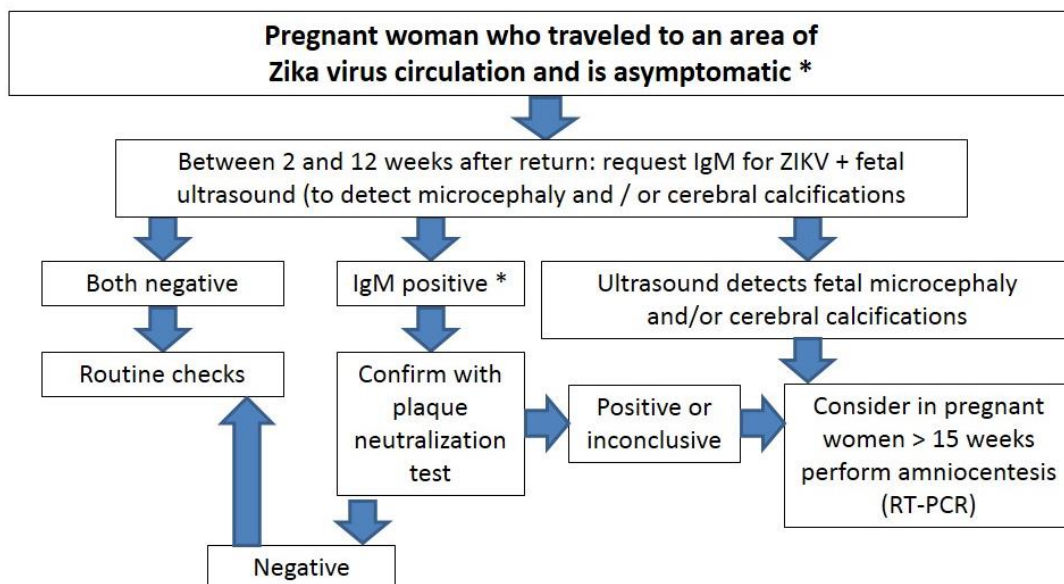 Pregnant woman who traveled to an area of
Zika virus circulation and is asymptomatic *
Between 2 and 12 weeks after return: request IgM for ZIKV + fetal
ultrasound (to detect microcephaly and / or cerebral calcifications
Both negative
IgM positive *
Ultrasound detects fetal microcephaly
and/or cerebral calcifications
Routine checks
Confirm with
plaque
neutralization
test
Positive or
inconclusive
Consider in pregnant
women > 15 weeks
perform amniocentesis
(RT-PCR)
Negative